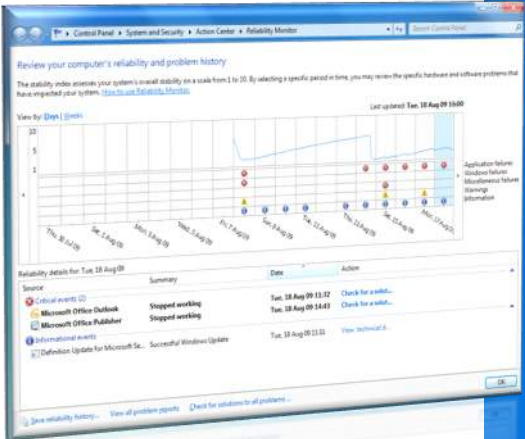 Control Panel ▸ System and Security ▸ Action Center ▸ Reliability Monitor
Search Control Panel
Review your computer's reliability and problem history
The stability index assesses your system's overall stability on a scale from 1 to 10. By selecting a specific period in time, you may review the specific hardware and software problems that
have impacted your system. How to use Reliability Monitor.
View by: Days | Weeks
Last updated: Tue, 18 Aug 09 15:00
10
5
1
Application failures
Windows failures
Miscellaneous failures
Warnings
Information
Thu, 30 Jul 09
Sat, 1 Aug 09
Mon, 3 Aug 09
Wed, 5 Aug 09
Fri, 7 Aug 09
Sun, 9 Aug 09
Tue, 11 Aug 09
Thu, 13 Aug 09
Sat, 15 Aug 09
Mon, 17 Aug 09
Reliability details for: Tue, 18 Aug 09
Source
Summary
Date
Action
Critical events (2)
Microsoft Office Outlook Stopped working Tue, 18 Aug 09 11:32 Check for a solut...
Microsoft Office Publisher Stopped working Tue, 18 Aug 09 14:43 Check for a solut...
Informational events
Definition Update for Microsoft Se... Successful Windows Update Tue, 18 Aug 09 11:11 View technical d...
OK
Save reliability history... View all problem reports Check for solutions to all problems...